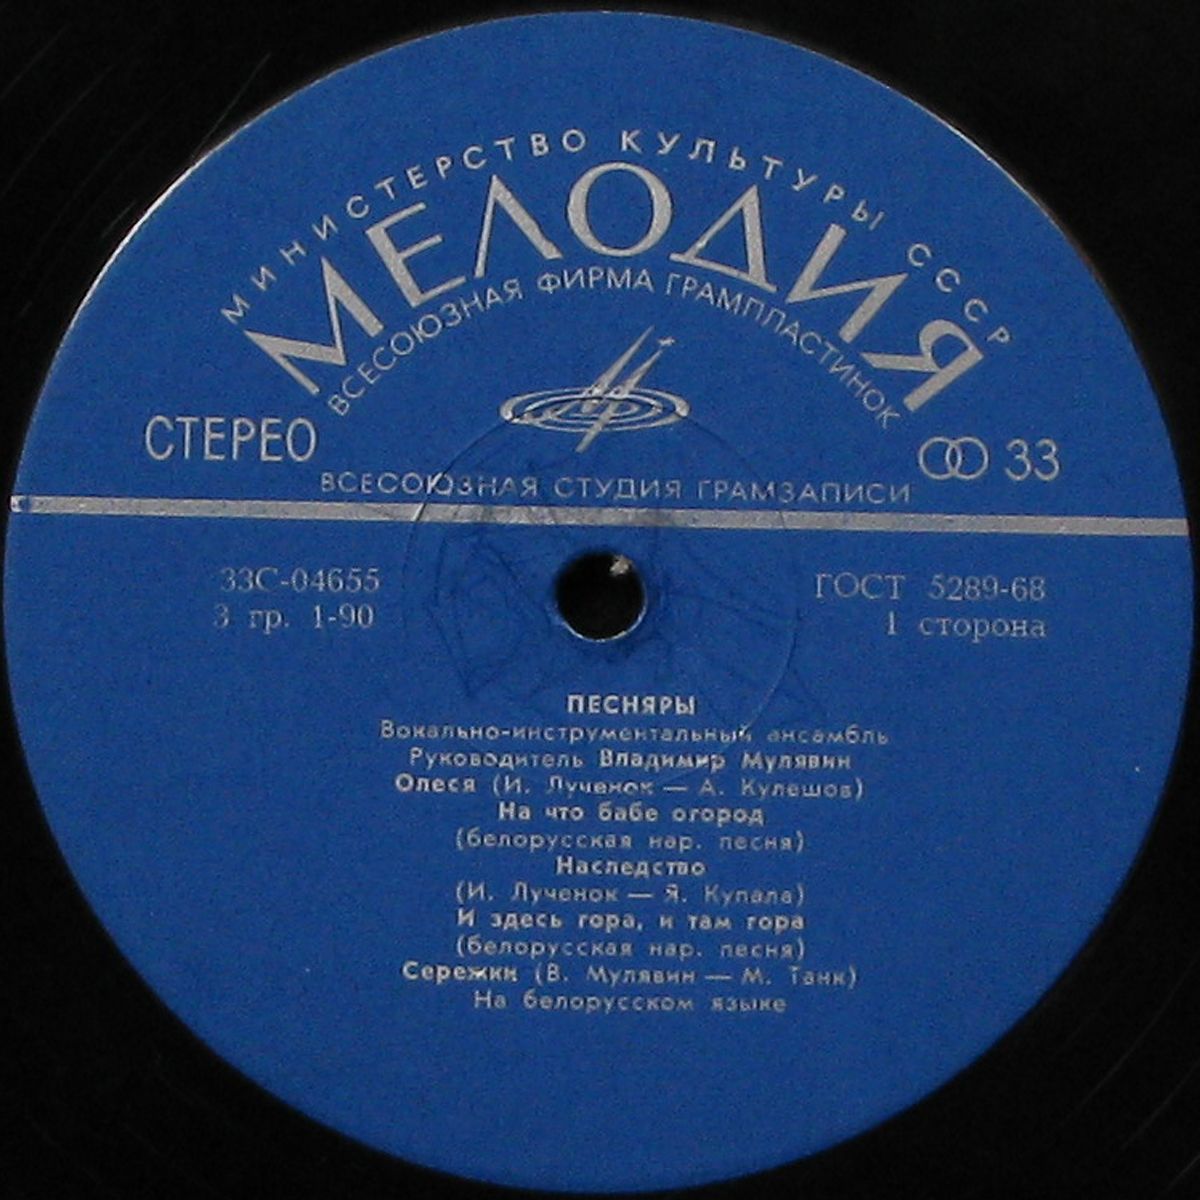 МИНИСТЕРСТВО КУЛЬТУРЫ СССР
МЕЛОДИЯ
ВСЕСОЮЗНАЯ ФИРМА ГРАМПЛАСТИНОК
СТЕРЕО
33
ВСЕСОЮЗНАЯ СТУДИЯ ГРАМЗАПИСИ
33С-04655
ГОСТ 5289-68
3 гр. 1-90
1 сторона
ПЕСНЯРЫ
Вокально-инструментальный ансамбль
Руководитель Владимир Мулявин
Олеся (И. Лученок — А. Кулешов)
На что бабе огород
(белорусская нар. песня)
Наследство
(И. Лученок — Я. Купала)
И здесь гора, и там гора
(белорусская нар. песня)
Сережки (В. Мулявин — М. Танк)
На белорусском языке